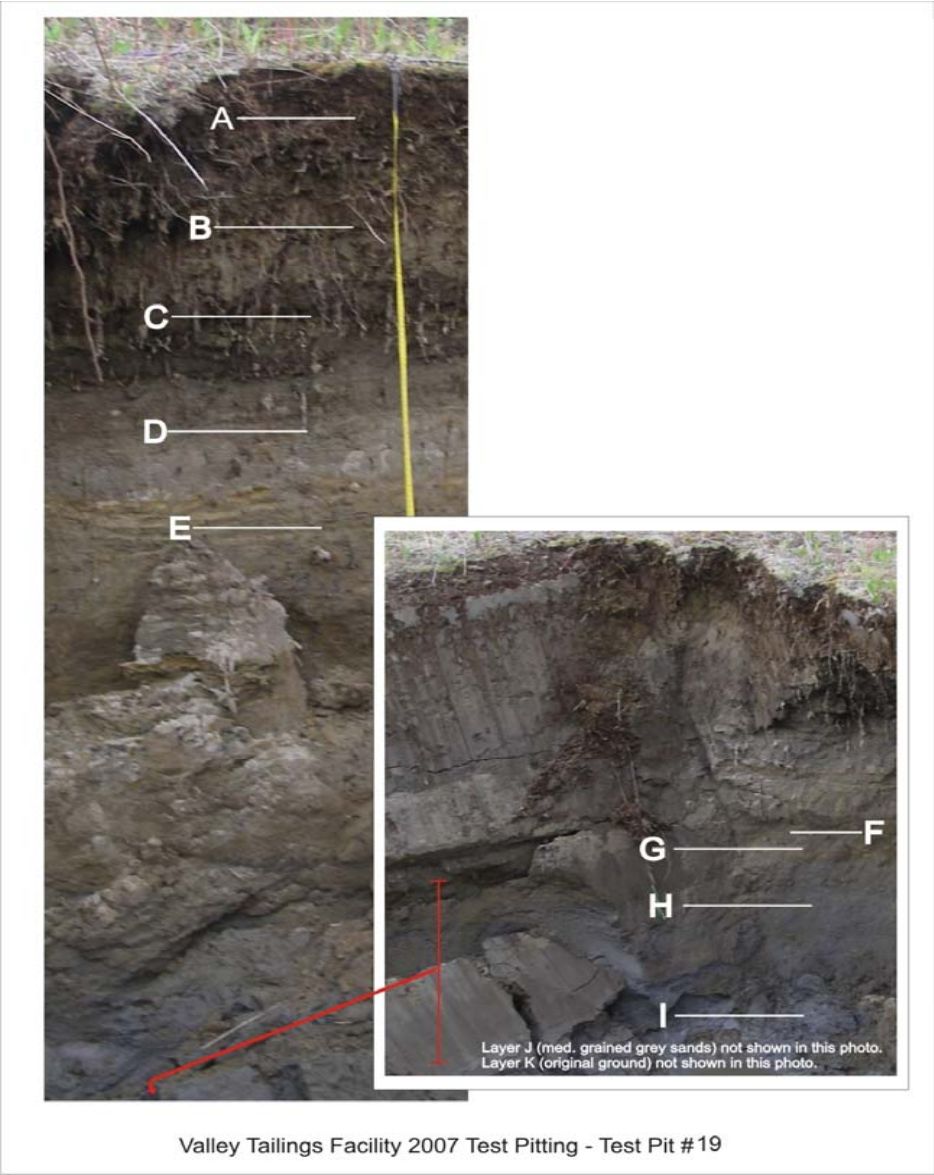 A
B
C
D
E
F
G
H
I
Layer J (med. grained grey sands) not shown in this photo.
Layer K (original ground) not shown in this photo.
Valley Tailings Facility 2007 Test Pitting - Test Pit #19